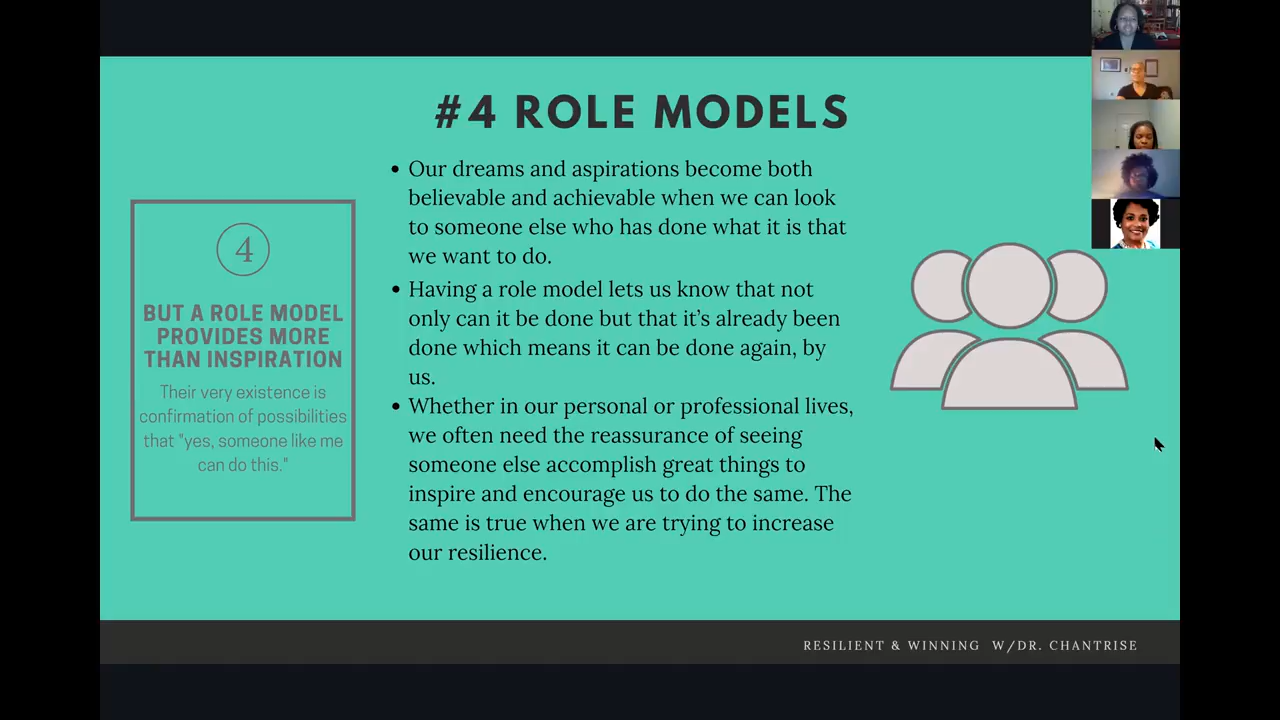 #4 ROLE MODELS
4
BUT A ROLE MODEL
PROVIDES MORE
THAN INSPIRATION
Their very existence is
confirmation of possibilities
that "yes, someone like me
can do this."
• Our dreams and aspirations become both
believable and achievable when we can look
to someone else who has done what it is that
we want to do.
• Having a role model lets us know that not
only can it be done but that it’s already been
done which means it can be done again, by
us.
• Whether in our personal or professional lives,
we often need the reassurance of seeing
someone else accomplish great things to
inspire and encourage us to do the same. The
same is true when we are trying to increase
our resilience.
RESILIENT & WINNING W/DR. CHANTRISE